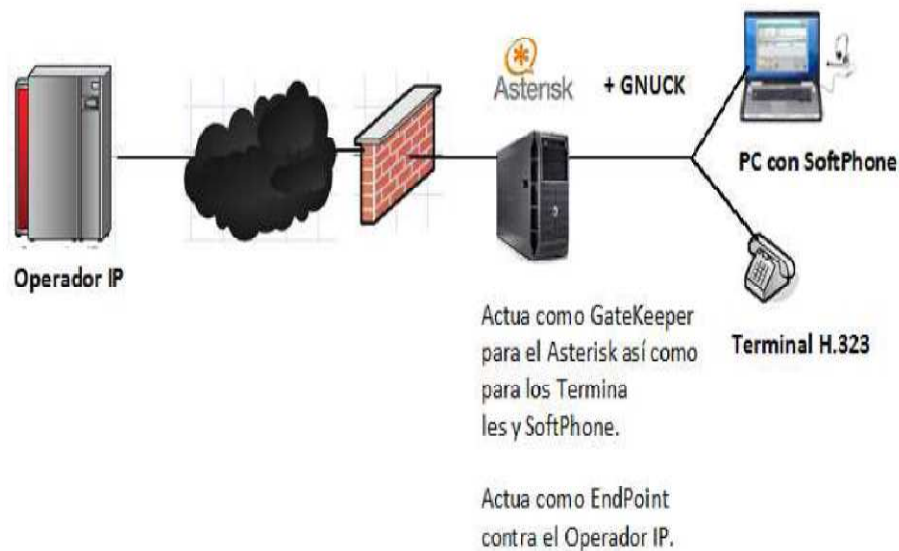 Asterisk
+ GNUCK
PC con SoftPhone
Operador IP
Actua como GateKeeper
para el Asterisk así como
para los Termina
les y SoftPhone.
Terminal H.323
Actua como EndPoint
contra el Operador IP.